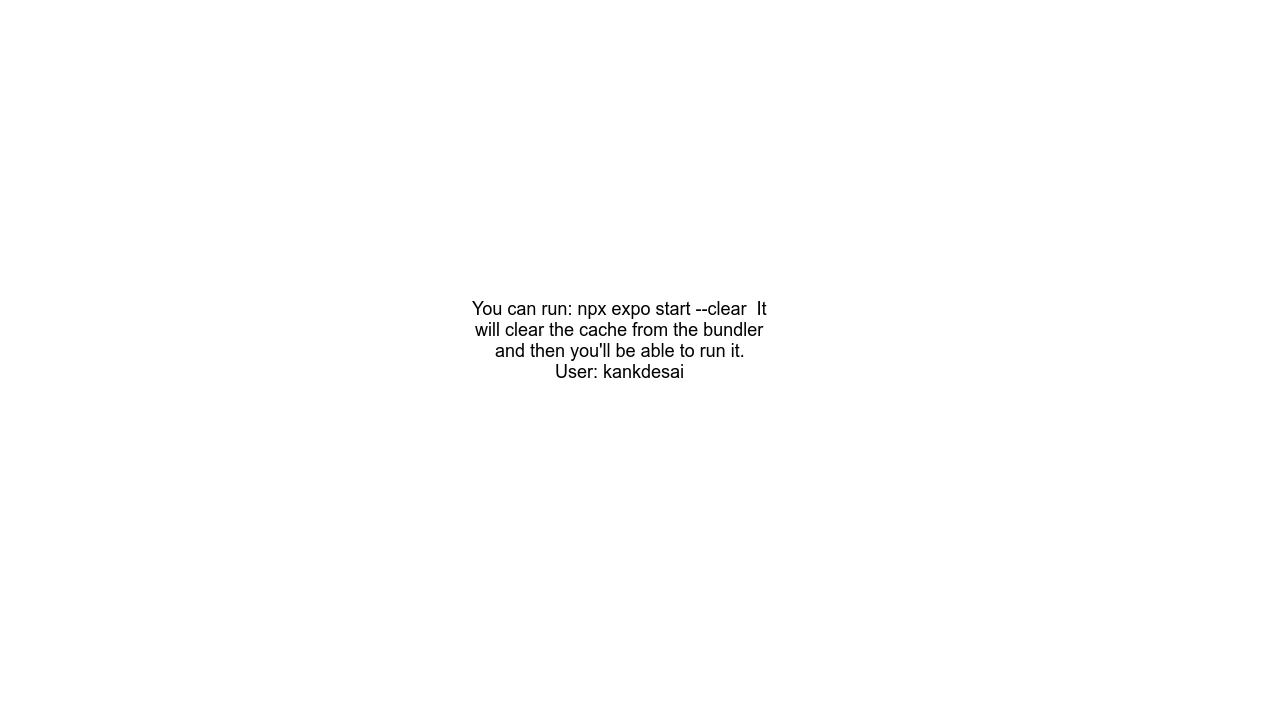 You can run: npx expo start --clear  It
will clear the cache from the bundler
and then you'll be able to run it.
User: kankdesai